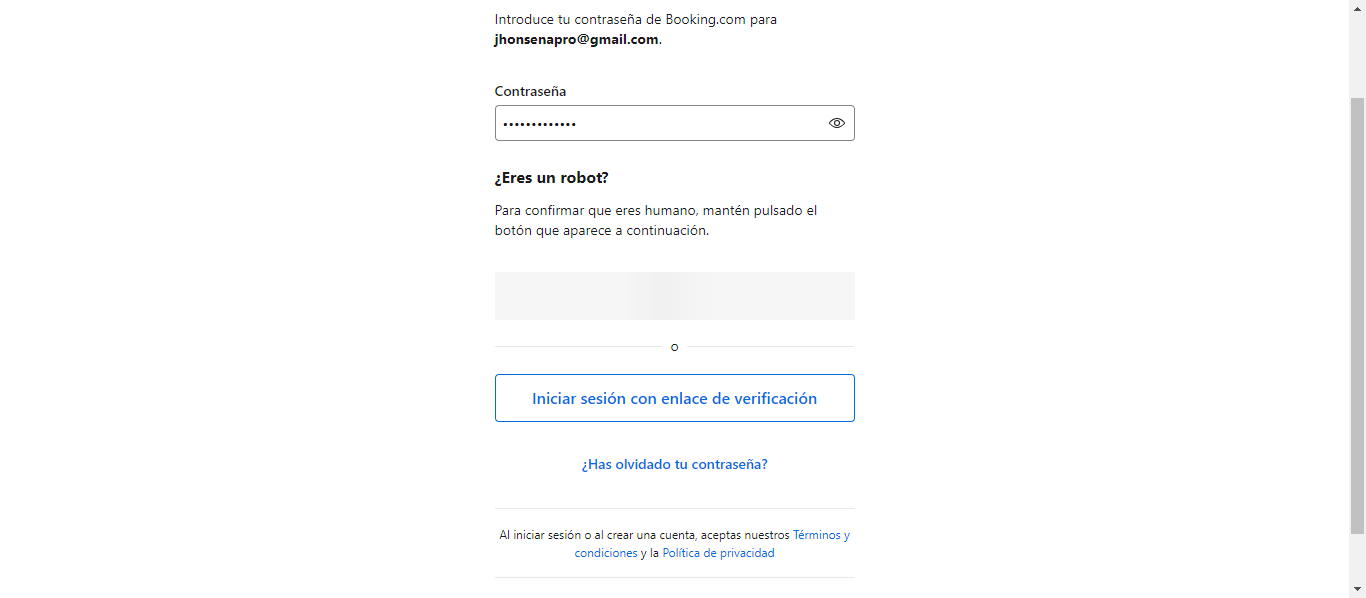 Introduce tu contraseña de Booking.com para
jhonsenapro@gmail.com.
Contraseña
•••••••••••••
¿Eres un robot?
Para confirmar que eres humano, mantén pulsado el
botón que aparece a continuación.
o
Iniciar sesión con enlace de verificación
¿Has olvidado tu contraseña?
Al iniciar sesión o al crear una cuenta, aceptas nuestros Términos y
condiciones y la Política de privacidad